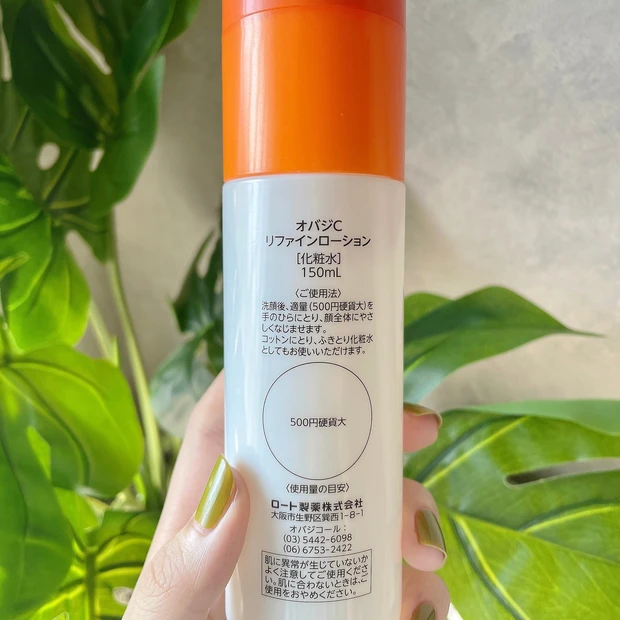 オバジC
リファインローション
[化粧水]
150mL
〈ご使用法〉
洗顔後、適量(500円硬貨大)を
手のひらにとり、顔全体にやさ
しくなじませます。
コットンにとり、ふきとり化粧水
としてもお使いいただけます。
500円硬貨大
〈使用量の目安〉
ロート製薬株式会社
大阪市生野区巽西1-8-1
オバジコール:
(03)5442-6098
(06)6753-2422
肌に異常が生じていないか
よく注意してご使用くださ
い。肌に合わないときは、ご
使用をおやめください。